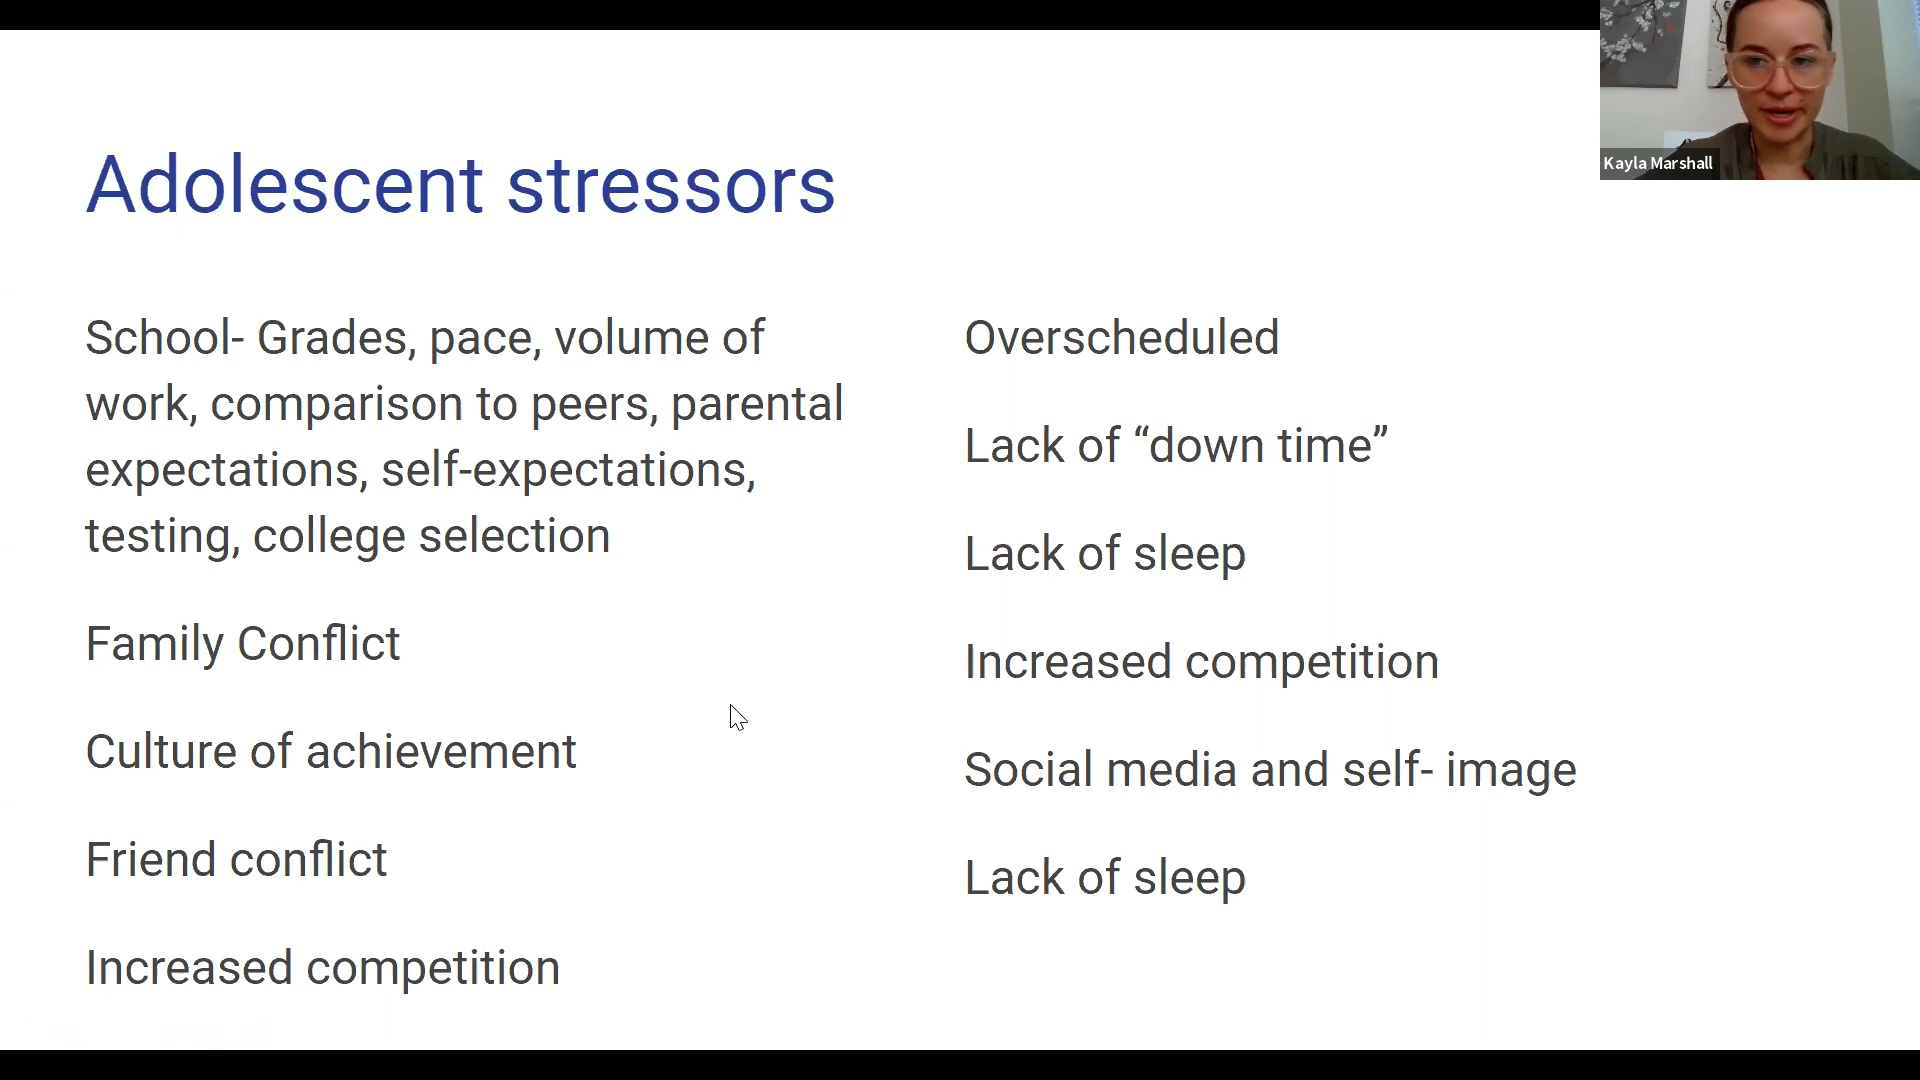 Adolescent stressors
School- Grades, pace, volume of
work, comparison to peers, parental
expectations, self-expectations,
testing, college selection
Family Conflict
Culture of achievement
Friend conflict
Increased competition
Overscheduled
Lack of “down time”
Lack of sleep
Increased competition
Social media and self- image
Lack of sleep
Kayla Marshall